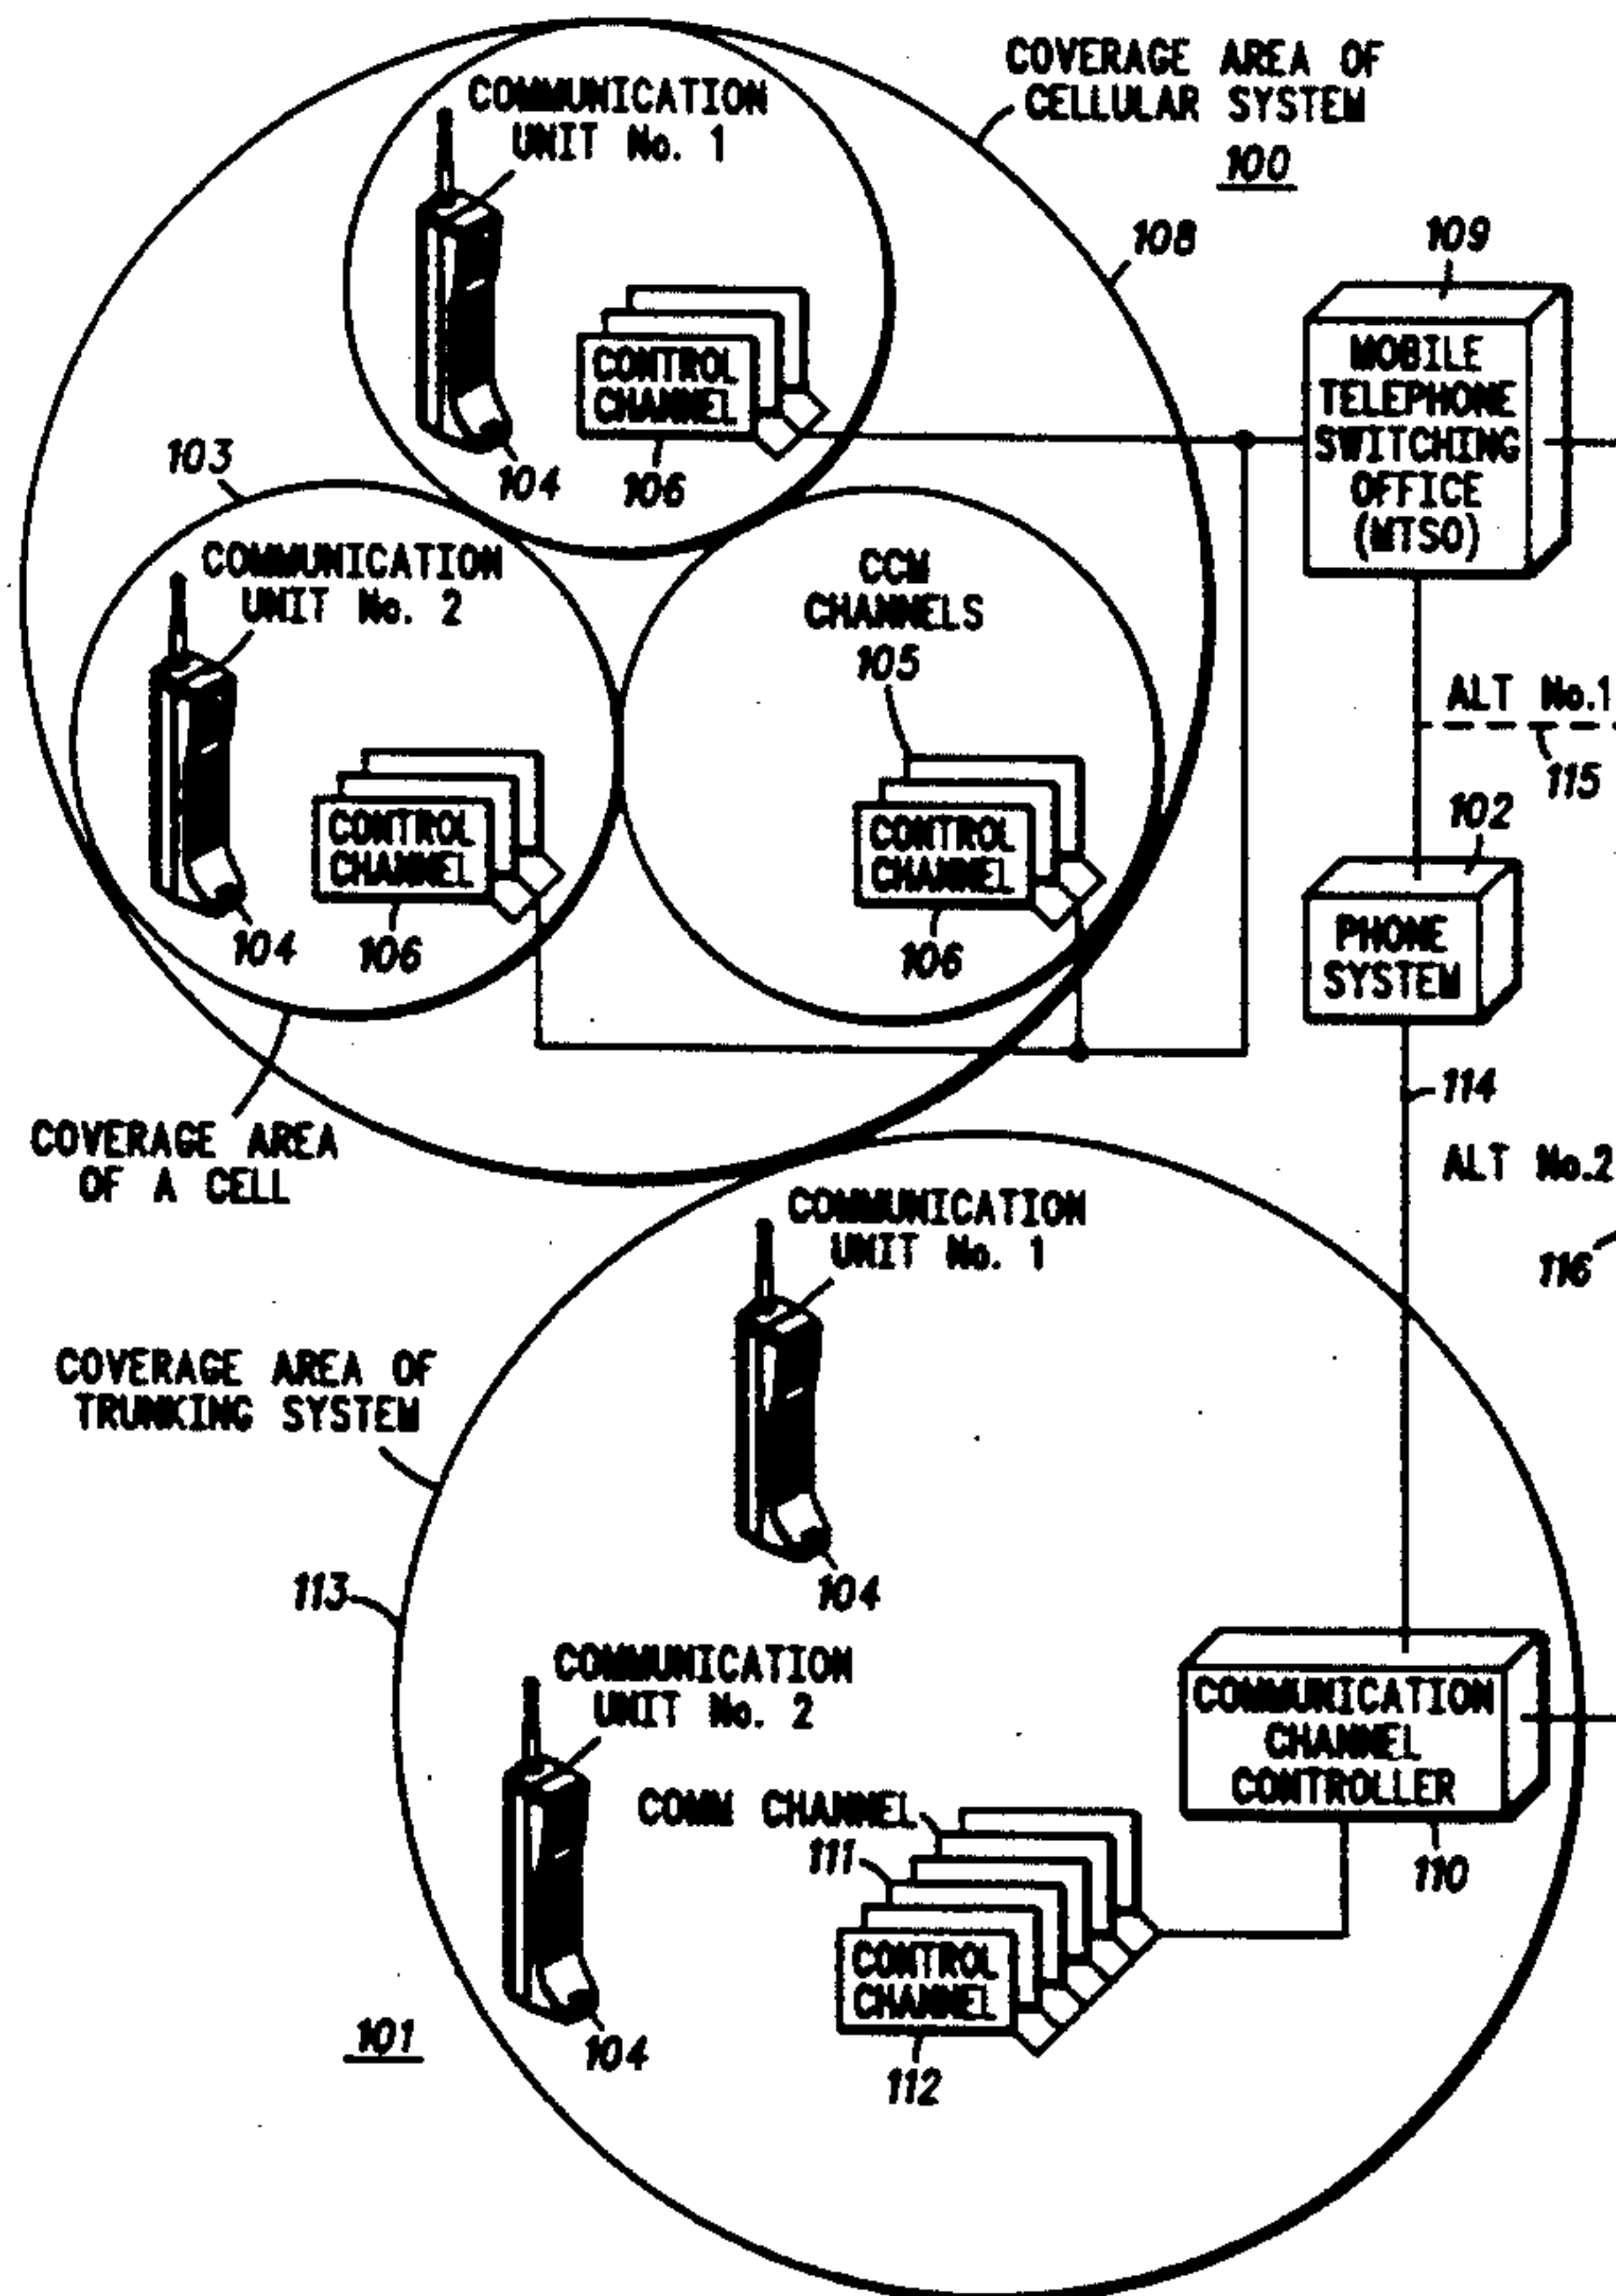 COVERAGE AREA OF
CELLULAR SYSTEM
100
COMMUNICATION
UNIT No. 1
108
109
MOBILE
TELEPHONE
SWITCHING
OFFICE
(MTSO)
CONTROL
CHANNEL
104
106
103
COMMUNICATION
UNIT No. 2
CCM
CHANNELS
105
ALT No.1
115
102
CONTROL
CHANNEL
CONTROL
CHANNEL
104
106
106
PHONE
SYSTEM
114
COVERAGE AREA
OF A CELL
ALT No.2
116
COMMUNICATION
UNIT No. 1
COVERAGE AREA OF
TRUNKING SYSTEM
113
104
COMMUNICATION
UNIT No. 2
COMMUNICATION
CHANNEL
CONTROLLER
COMM CHANNEL
111
110
CONTROL
CHANNEL
101
104
112